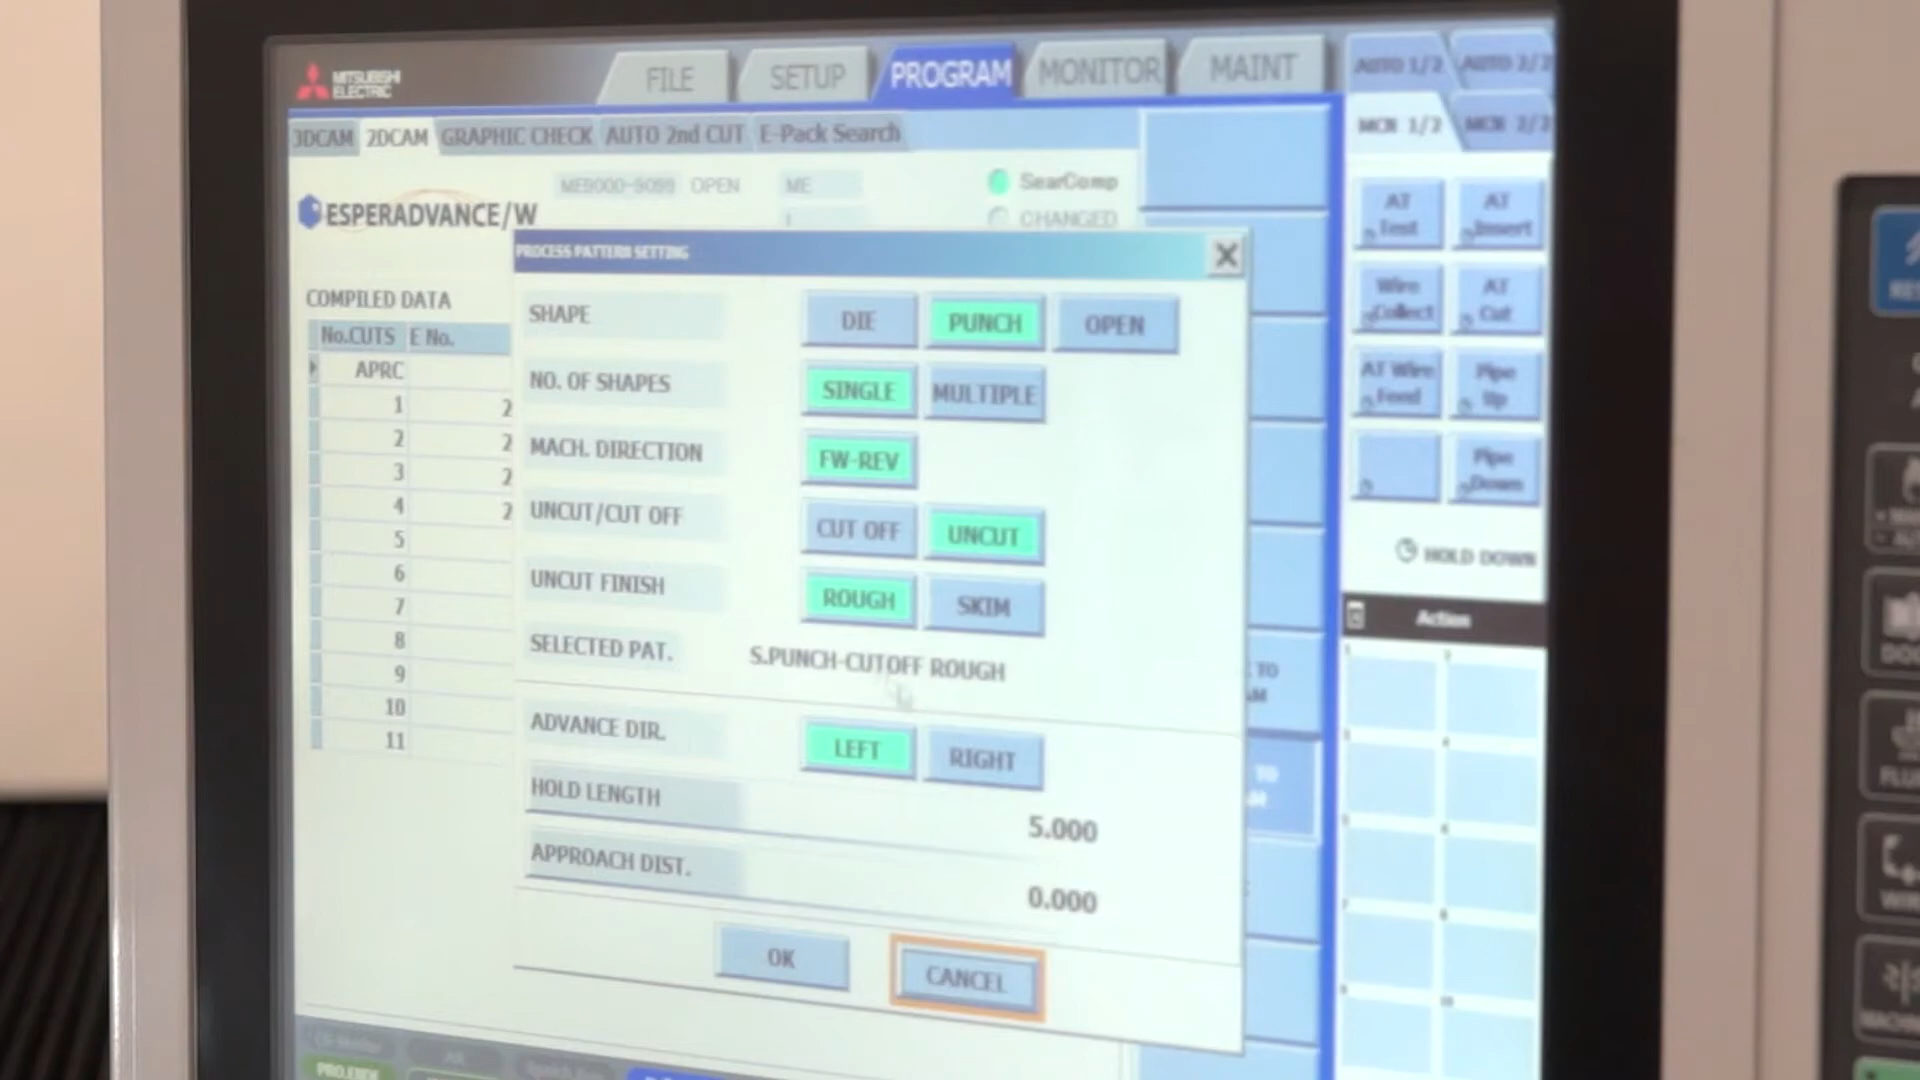 MITSUBISHI
ELECTRIC
FILE
SETUP
PROGRAM
MONITOR
MAINT
AUTO 1/2
AUTO 2/2
3DCAM
2DCAM
GRAPHIC CHECK
AUTO 2nd CUT
E-Pack Search
MCR 1/2
MCR 2/2
ME9000-9099 OPEN ME
SearComp
CHANGED
ESPERADVANCE/W
PROCESS PATTERN SETTING
COMPILED DATA
No.CUTS E No.
APRC
1 2
2 2
3 2
4 2
5
6
7
8
9
10
11
SHAPE DIE PUNCH OPEN
NO. OF SHAPES SINGLE MULTIPLE
MACH. DIRECTION FW-REV
UNCUT/CUT OFF CUT OFF UNCUT
UNCUT FINISH ROUGH SKIM
SELECTED PAT. S.PUNCH-CUTOFF ROUGH
ADVANCE DIR. LEFT RIGHT
HOLD LENGTH 5.000
APPROACH DIST. 0.000
OK CANCEL
AT Test
AT Insert
Wire Collect
AT Cut
AT Wire Feed
Pipe Up
Pipe Down
HOLD DOWN
Action
TO
TO